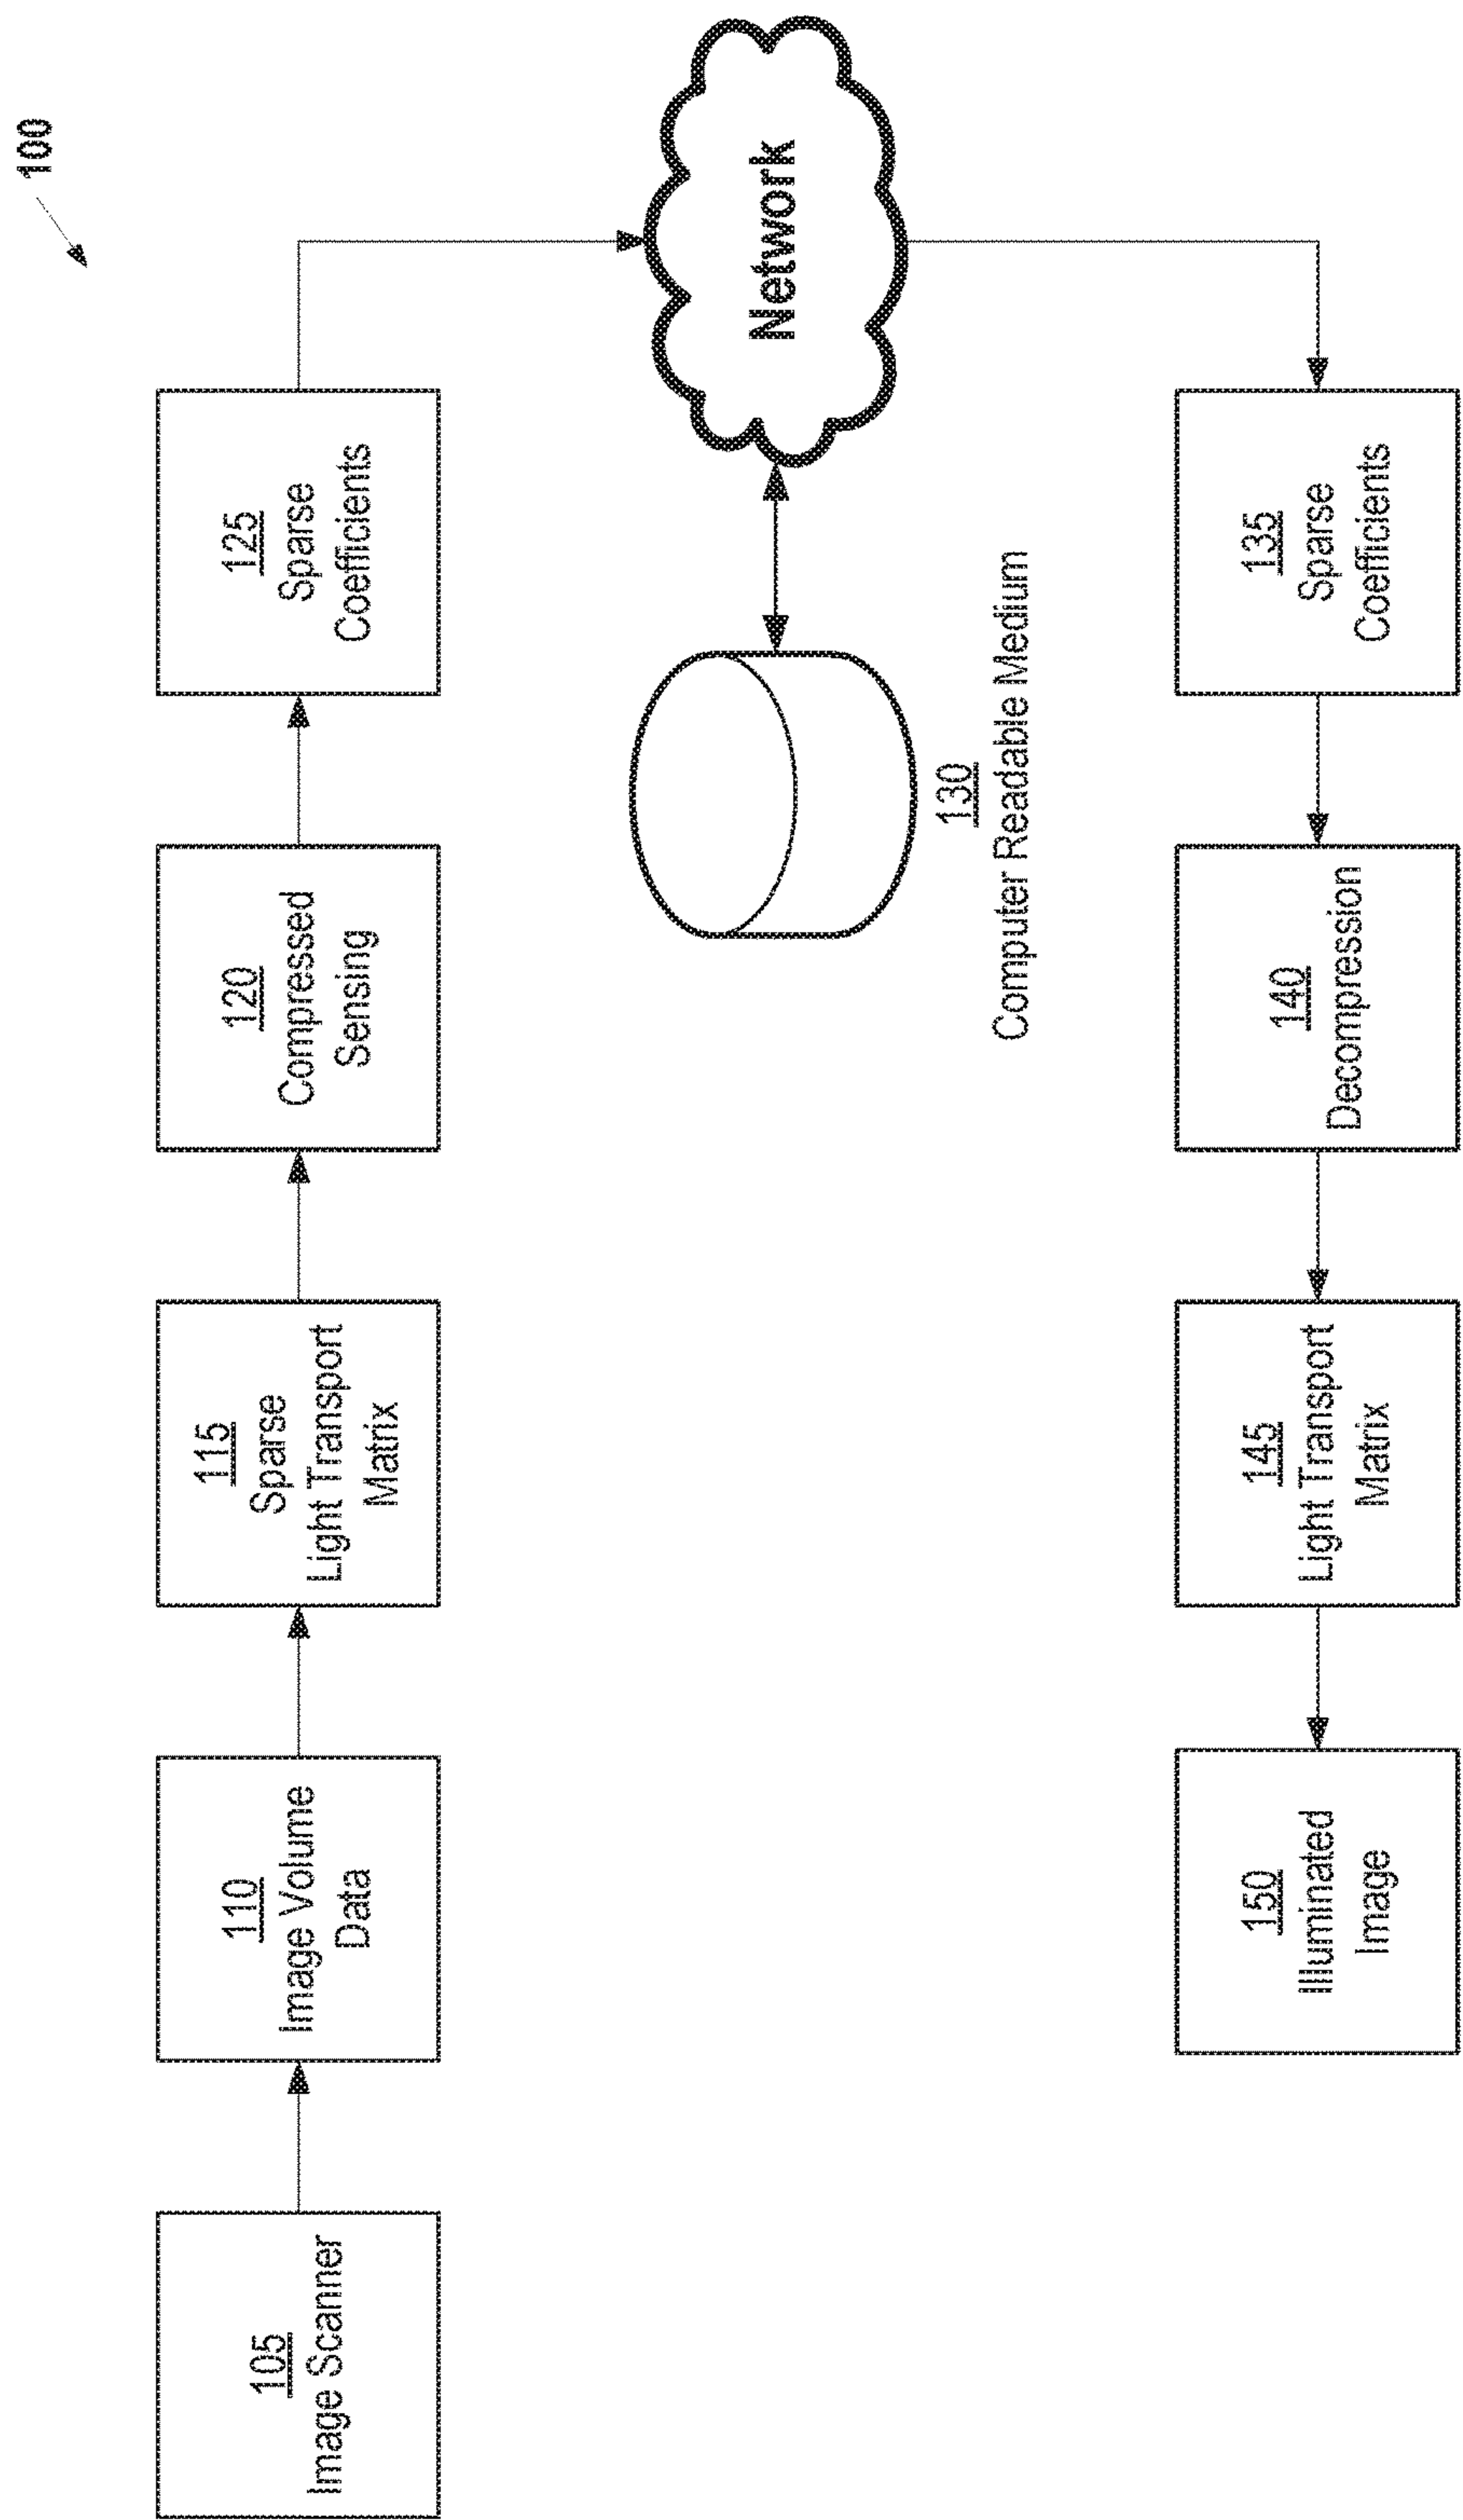 100
105
Image Scanner
110
Image Volume
Data
115
Sparse
Light Transport
Matrix
120
Compressed
Sensing
125
Sparse
Coefficients
Network
130
Computer Readable Medium
135
Sparse
Coefficients
140
Decompression
145
Light Transport
Matrix
150
Illuminated
Image